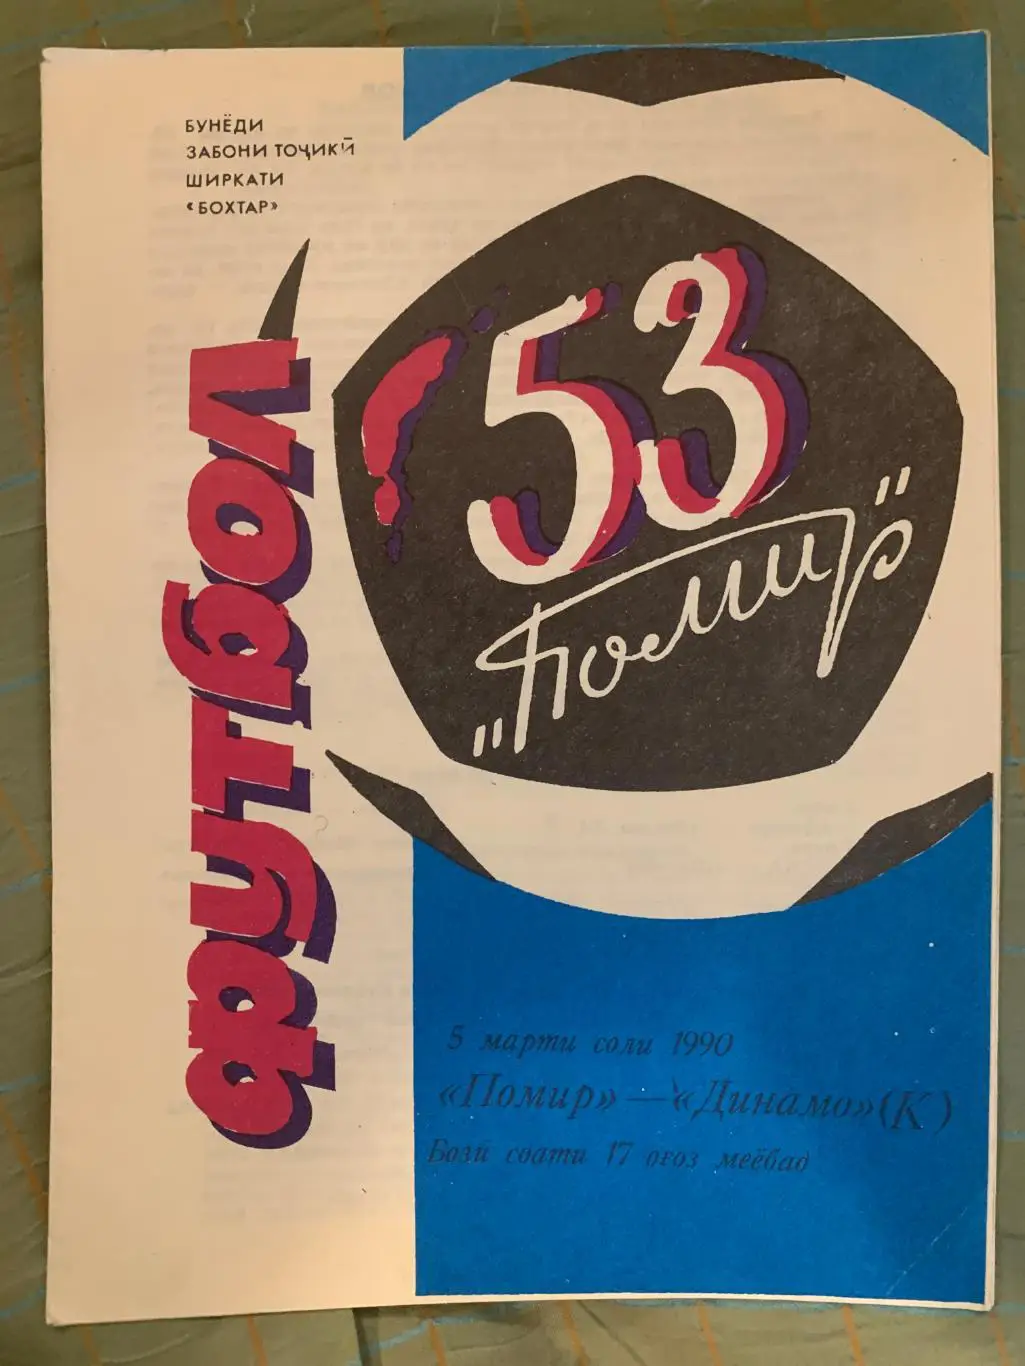 БУНЁДИ
ЗАБОНИ ТОҶИКӢ
ШИРКАТИ
«БОХТАР»
ФУТБОЛ
53
"Помир"
5 марти соли 1990
«Помир» — «Динамо» (К)
Бозӣ соати 17 оғоз меёбад